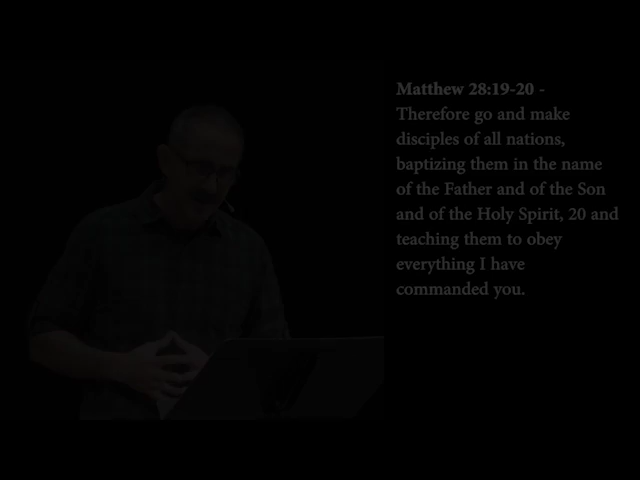 Matthew 28:19-20 -
Therefore go and make
disciples of all nations,
baptizing them in the name
of the Father and of the Son
and of the Holy Spirit, 20 and
teaching them to obey
everything I have
commanded you.